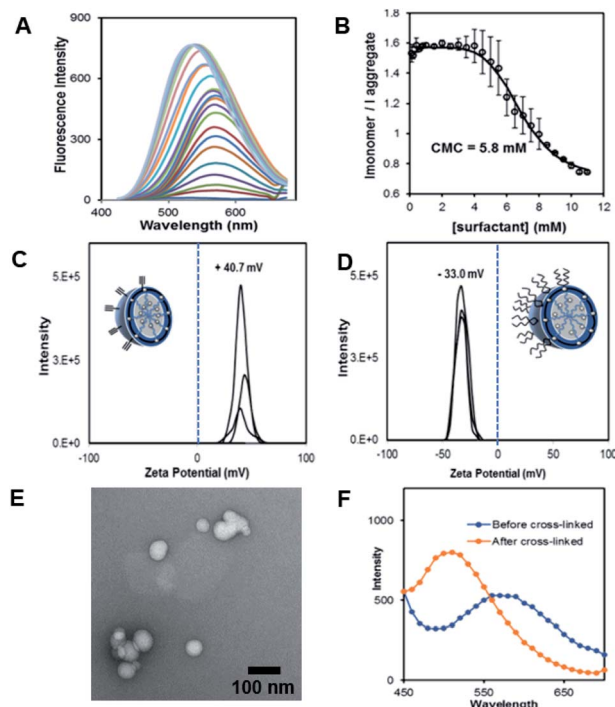 A
900
750
600
450
300
150
0
400
500
600
Fluorescence Intensity
Wavelength (nm)
B
1.8
1.6
1.4
1.2
1
0.8
0.6
0
2
4
6
8
10
12
Imonomer / I aggregate
CMC = 5.8 mM
[surfactant] (mM)
C
5.E+5
3.E+5
0.E+0
+ 40.7 mV
-100
0
100
Intensity
Zeta Potential (mV)
D
5.E+5
3.E+5
0.E+0
- 33.0 mV
-100
-50
0
50
100
Intensity
Zeta Potential (mV)
E
100 nm
F
1000
500
0
Before cross-linked
After cross-linked
450
550
650
Intensity
Wavelength